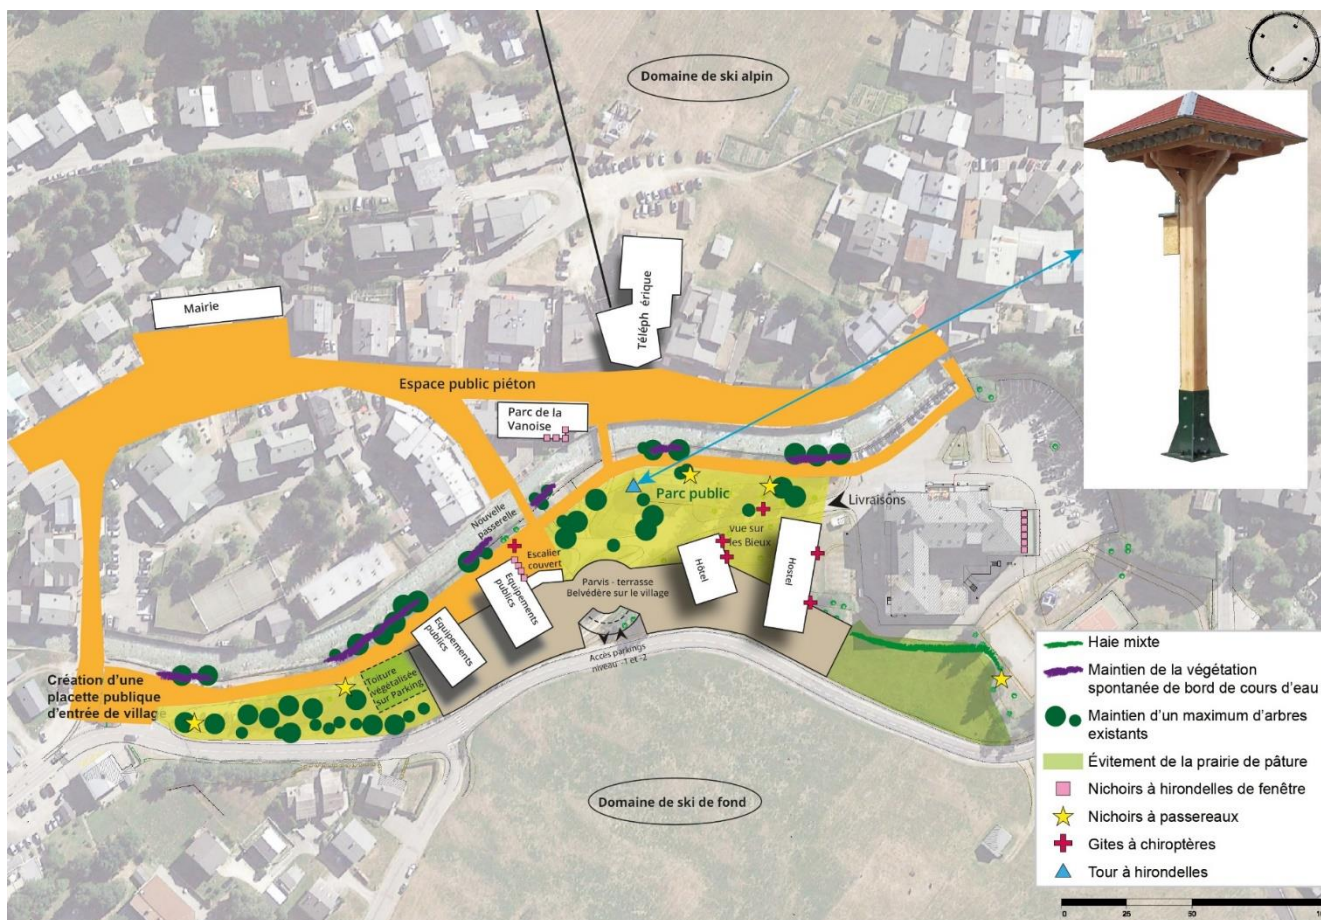 Domaine de ski alpin
Mairie
Téléph érique
Espace public piéton
Parc de la
Vanoise
Parc public
Livraisons
Nouvelle
passerelle
Escalier
couvert
Vue sur
les Bieux
Hôtel
Hostel
Equipements
publics
Equipements
publics
Parvis - terrasse
Belvédère sur le village
Accès parkings
niveau -1 et -2
Toiture
végétalisée
sur Parking
Création d'une
placette publique
d'entrée de village
Domaine de ski de fond
Haie mixte
Maintien de la végétation
spontanée de bord de cours d'eau
Maintien d'un maximum d'arbres
existants
Évitement de la prairie de pâture
Nichoirs à hirondelles de fenêtre
Nichoirs à passereaux
Gites à chiroptères
Tour à hirondelles
0 25 50